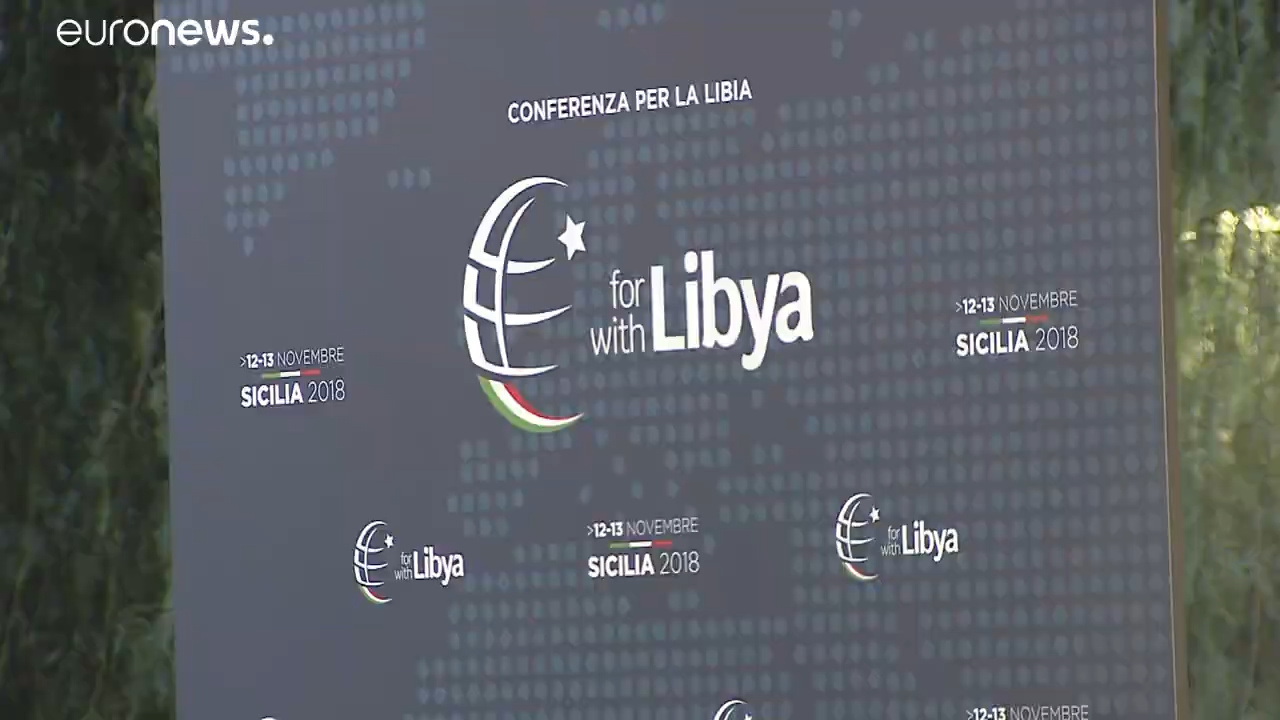 euronews.
CONFERENZA PER LA LIBIA
for
with Libya
>12-13 NOVEMBRE
SICILIA 2018
>12-13 NOVEMBRE
SICILIA 2018
for
with Libya
>12-13 NOVEMBRE
SICILIA 2018
for
with Libya
>12-13 NOVEMBRE